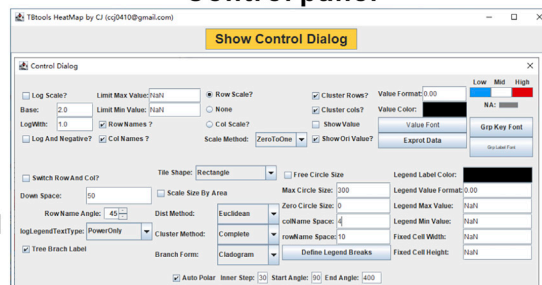 Control panel
TBtools HeatMap by CJ (ccj0410@gmail.com)
Show Control Dialog
Control Dialog
Low Mid High
Log Scale? Limit Max Value: NaN Row Scale? Cluster Rows? Value Format: 0.00
NA:
Base: 2.0 Limit Min Value: NaN None Cluster cols? Value Color:
LogWith: 1.0 Row Names ? Col Scale? Show Value Value Font Grp Key Font
Log And Negative? Col Names ? Scale Method: ZeroToOne Show Ori Value? Exprot Data Grp Label Font
Switch Row And Col? Tile Shape: Rectangle Free Circle Size Legend Label Color:
Down Space: 50 Scale Size By Area Max Circle Size: 300 Legend Value Format: 0.00
Row Name Angle: 45 Dist Method: Euclidean Zero Circle Size: 0 Legend Max Value: NaN
logLegendTextType: PowerOnly Cluster Method: Complete colName Space: 4 Legend Min Value: NaN
rowName Space: 10 Fixed Cell Width: NaN
Tree Brach Label Branch Form: Cladogram Define Legend Breaks Fixed Cell Height: NaN
Auto Polar Inner Step: 30 Start Angle: 90 End Angle: 400